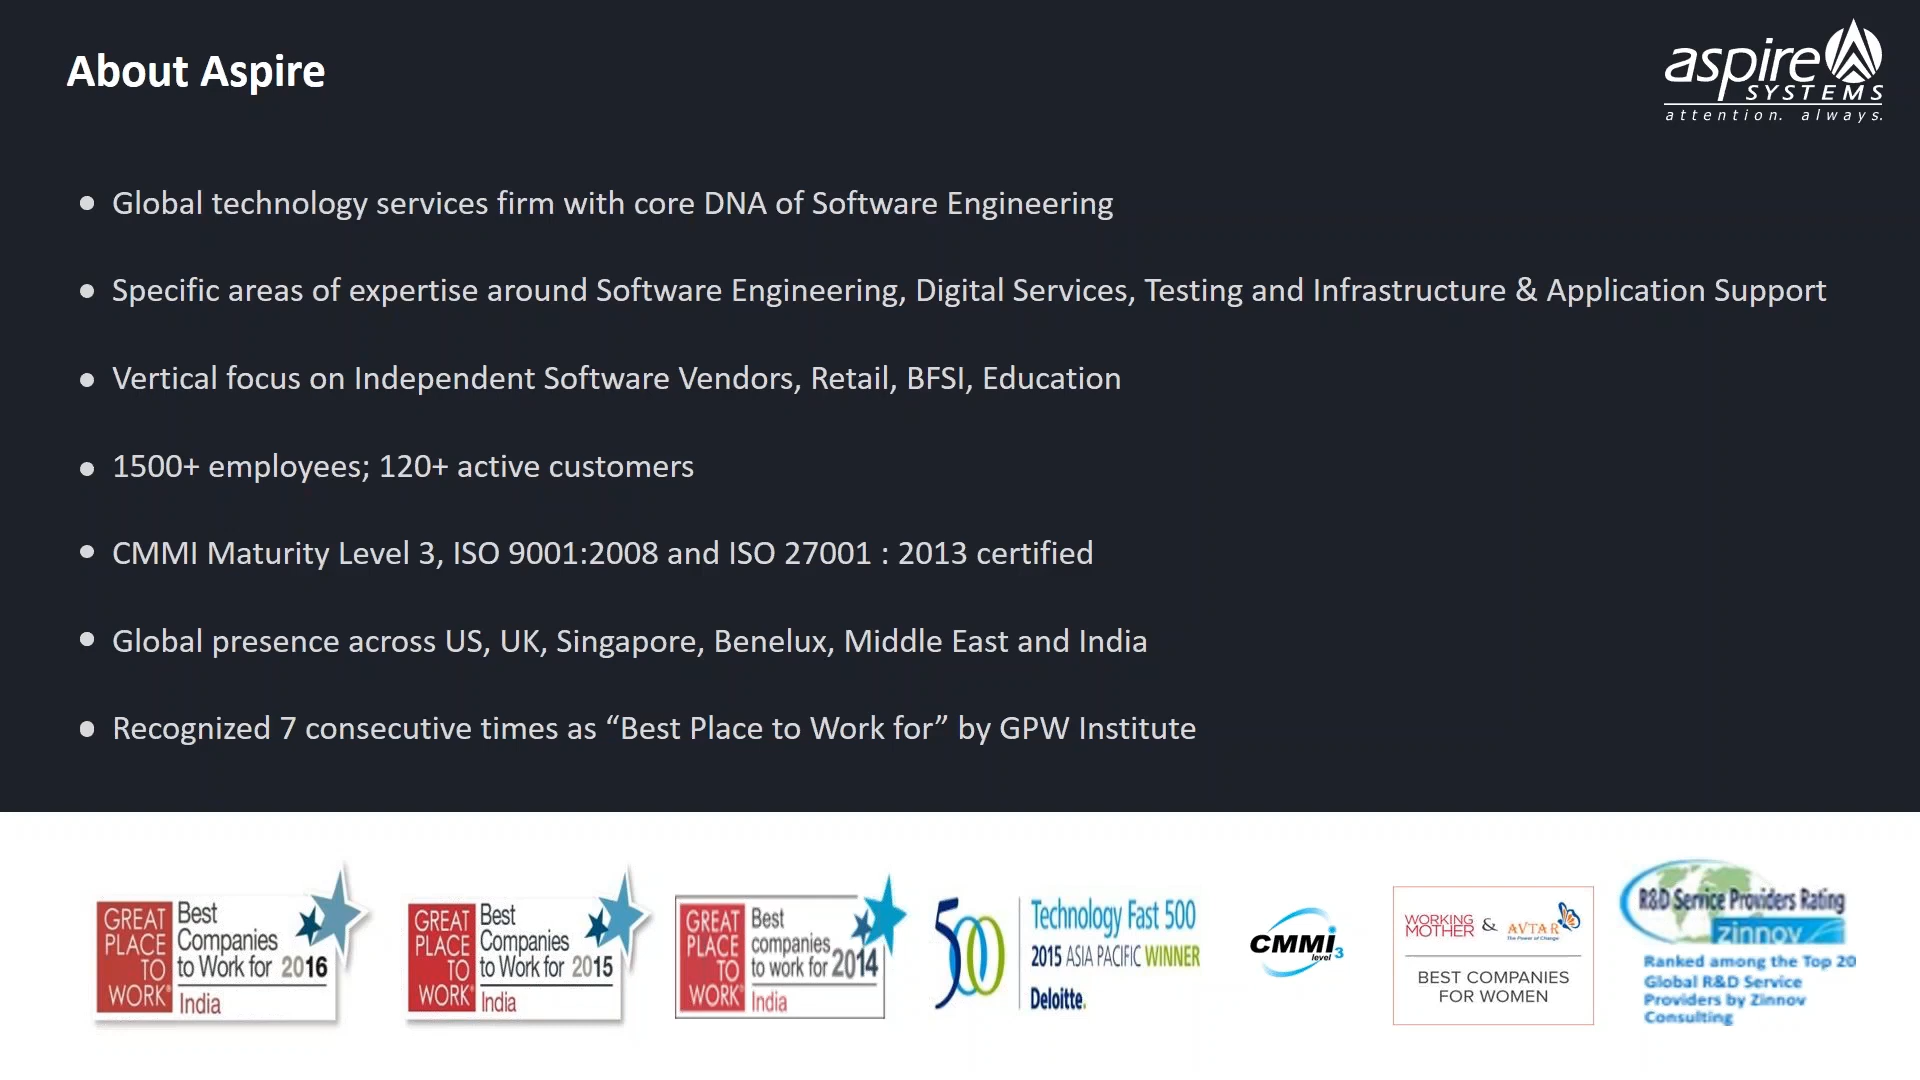 About Aspire
aspire
SYSTEMS
attention. always.
Global technology services firm with core DNA of Software Engineering
Specific areas of expertise around Software Engineering, Digital Services, Testing and Infrastructure & Application Support
Vertical focus on Independent Software Vendors, Retail, BFSI, Education
1500+ employees; 120+ active customers
CMMI Maturity Level 3, ISO 9001:2008 and ISO 27001 : 2013 certified
Global presence across US, UK, Singapore, Benelux, Middle East and India
Recognized 7 consecutive times as “Best Place to Work for” by GPW Institute
GREAT
PLACE
TO
WORK
Best
Companies
to Work for 2016
India
GREAT
PLACE
TO
WORK
Best
Companies
to Work for 2015
India
GREAT
PLACE
TO
WORK
Best
companies
to work for 2014
India
500
Technology Fast 500
2015 ASIA PACIFIC WINNER
Deloitte.
CMMi
level 3
WORKING
MOTHER & AVTAR
The Power of Change
BEST COMPANIES
FOR WOMEN
R&D Service Providers Rating
zinnov
Ranked among the Top 20
Global R&D Service
Providers by Zinnov
Consulting